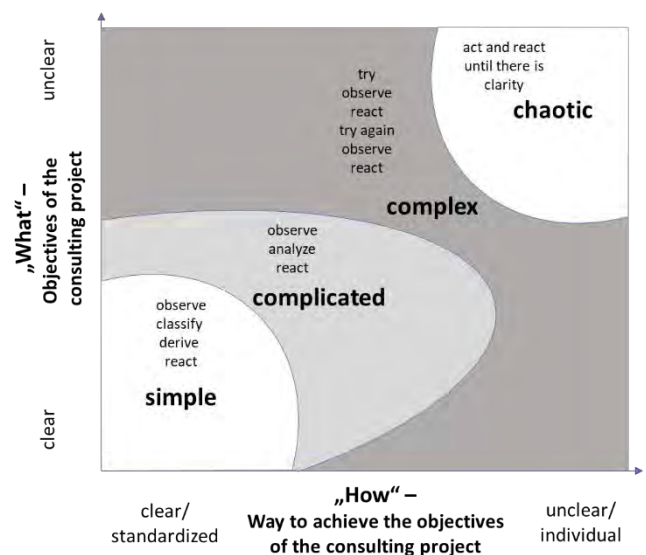 unclear
„What“ –
Objectives of the
consulting project
clear
act and react
until there is
clarity
chaotic
try
observe
react
try again
observe
react
complex
observe
analyze
react
complicated
observe
classify
derive
react
simple
clear/
standardized
„How“ –
Way to achieve the objectives
of the consulting project
unclear/
individual